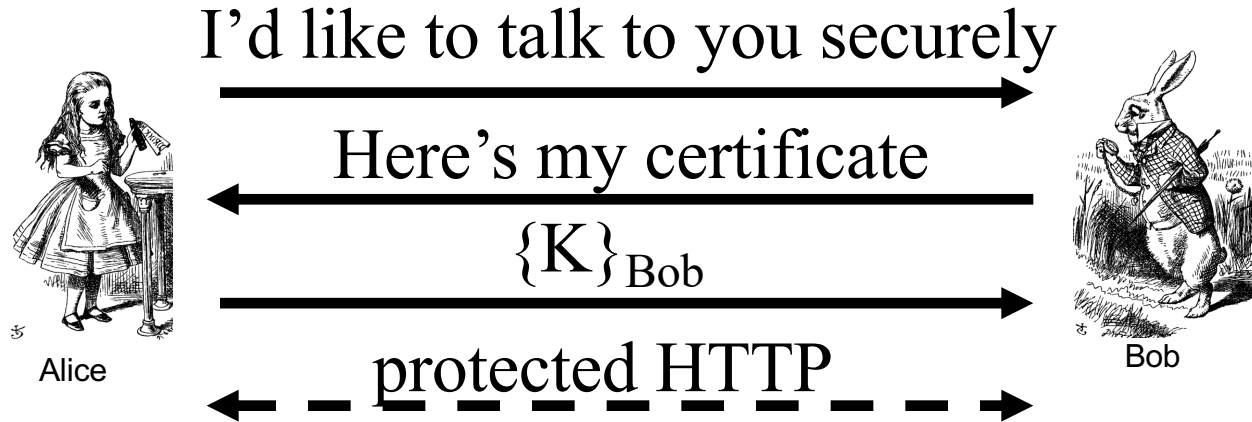 I’d like to talk to you securely
Here’s my certificate
{K}Bob
protected HTTP
Alice
Bob